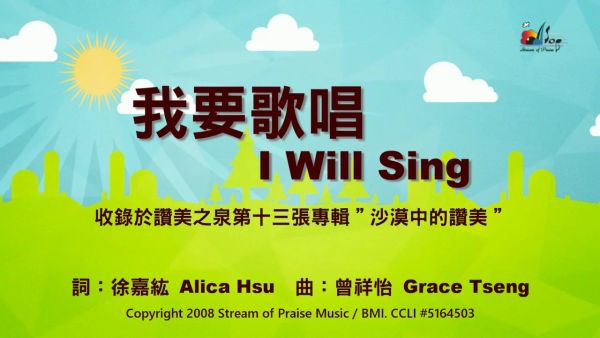 SOP
Stream of Praise
我要歌唱
I Will Sing
收錄於讚美之泉第十三張專輯”沙漠中的讚美”
詞：徐嘉紘 Alica Hsu 曲：曾祥怡 Grace Tseng
Copyright 2008 Stream of Praise Music / BMI. CCLI #5164503